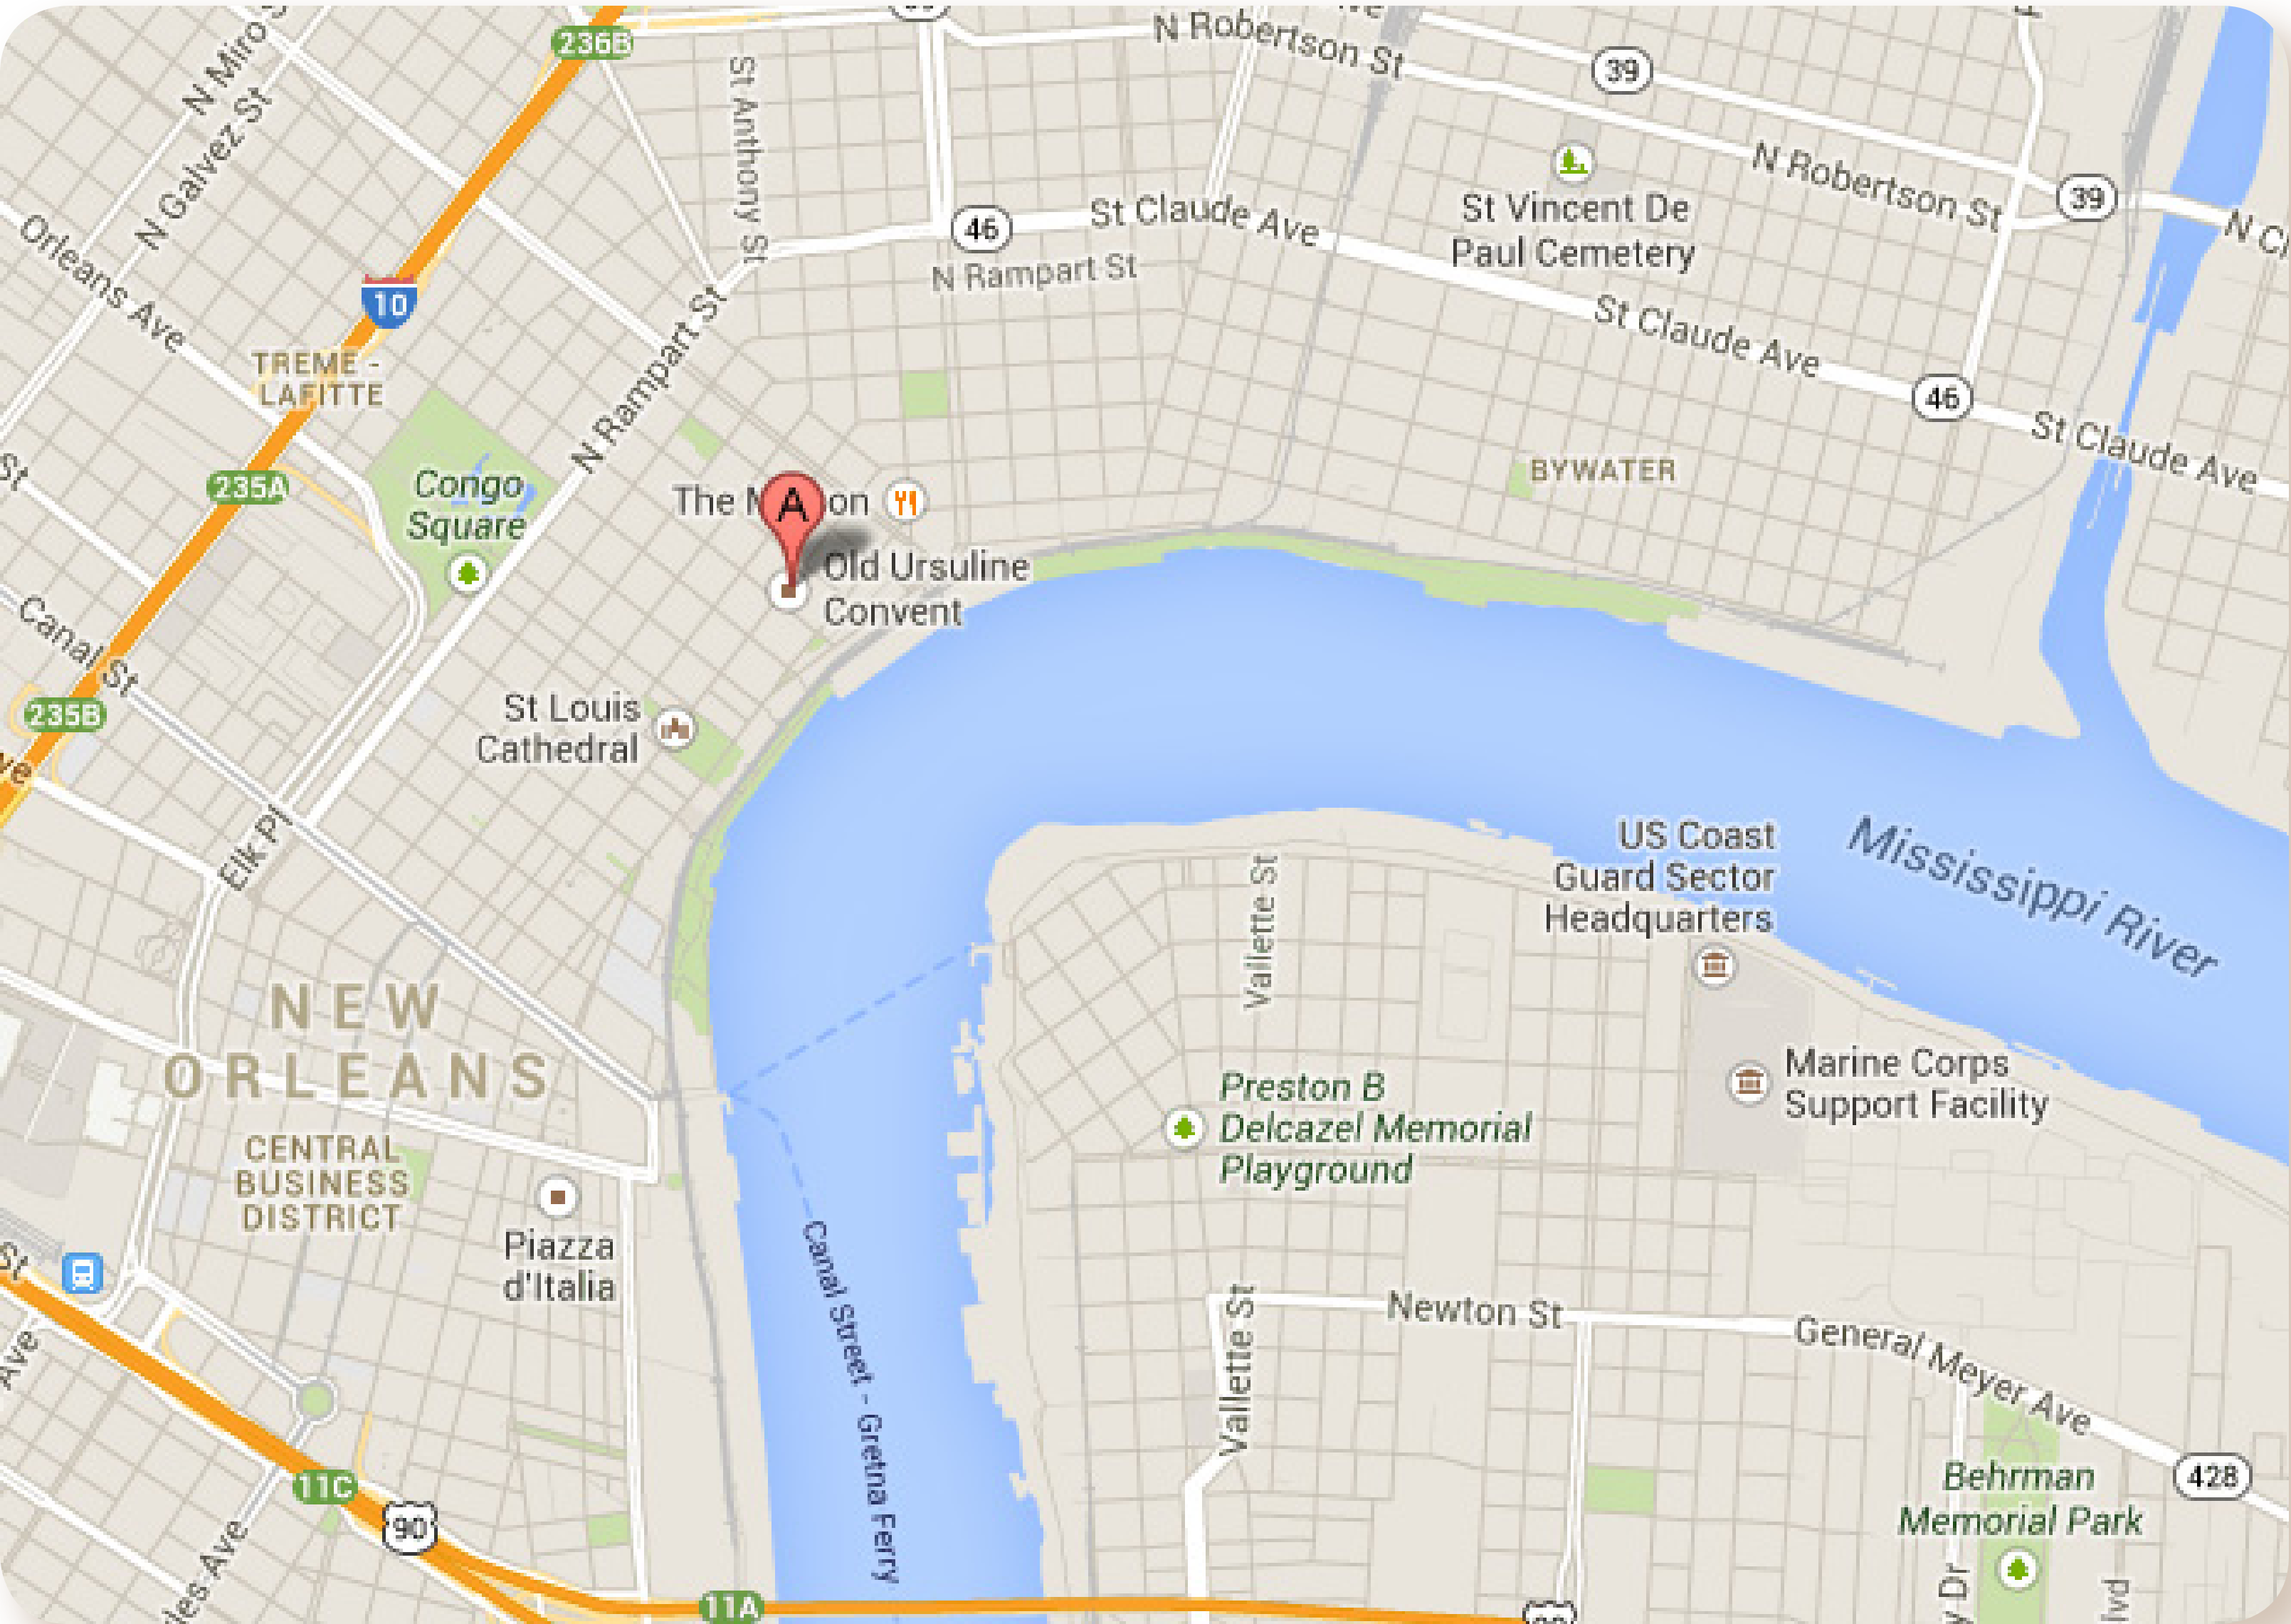 236B
N Miro
N Galvez St
St Anthony St
N Robertson St
39
N Robertson St
39
St Vincent De
Paul Cemetery
46
St Claude Ave
N Rampart St
St Claude Ave
46
St Claude Ave
Orleans Ave
10
TREME -
LAFITTE
N Rampart St
235A
St
Congo
Square
BYWATER
The
A
Old Ursuline
Convent
Canal St
235B
St Louis
Cathedral
Elk Pl
Mississippi River
US Coast
Guard Sector
Headquarters
Vallette St
NEW
ORLEANS
Marine Corps
Support Facility
Preston B
Delcazel Memorial
Playground
CENTRAL
BUSINESS
DISTRICT
Piazza
d'Italia
St
Canal Street - Gretna Ferry
Vallette St
Newton St
General Meyer Ave
Ave
428
Behrman
Memorial Park
11C
90
11A
Dr